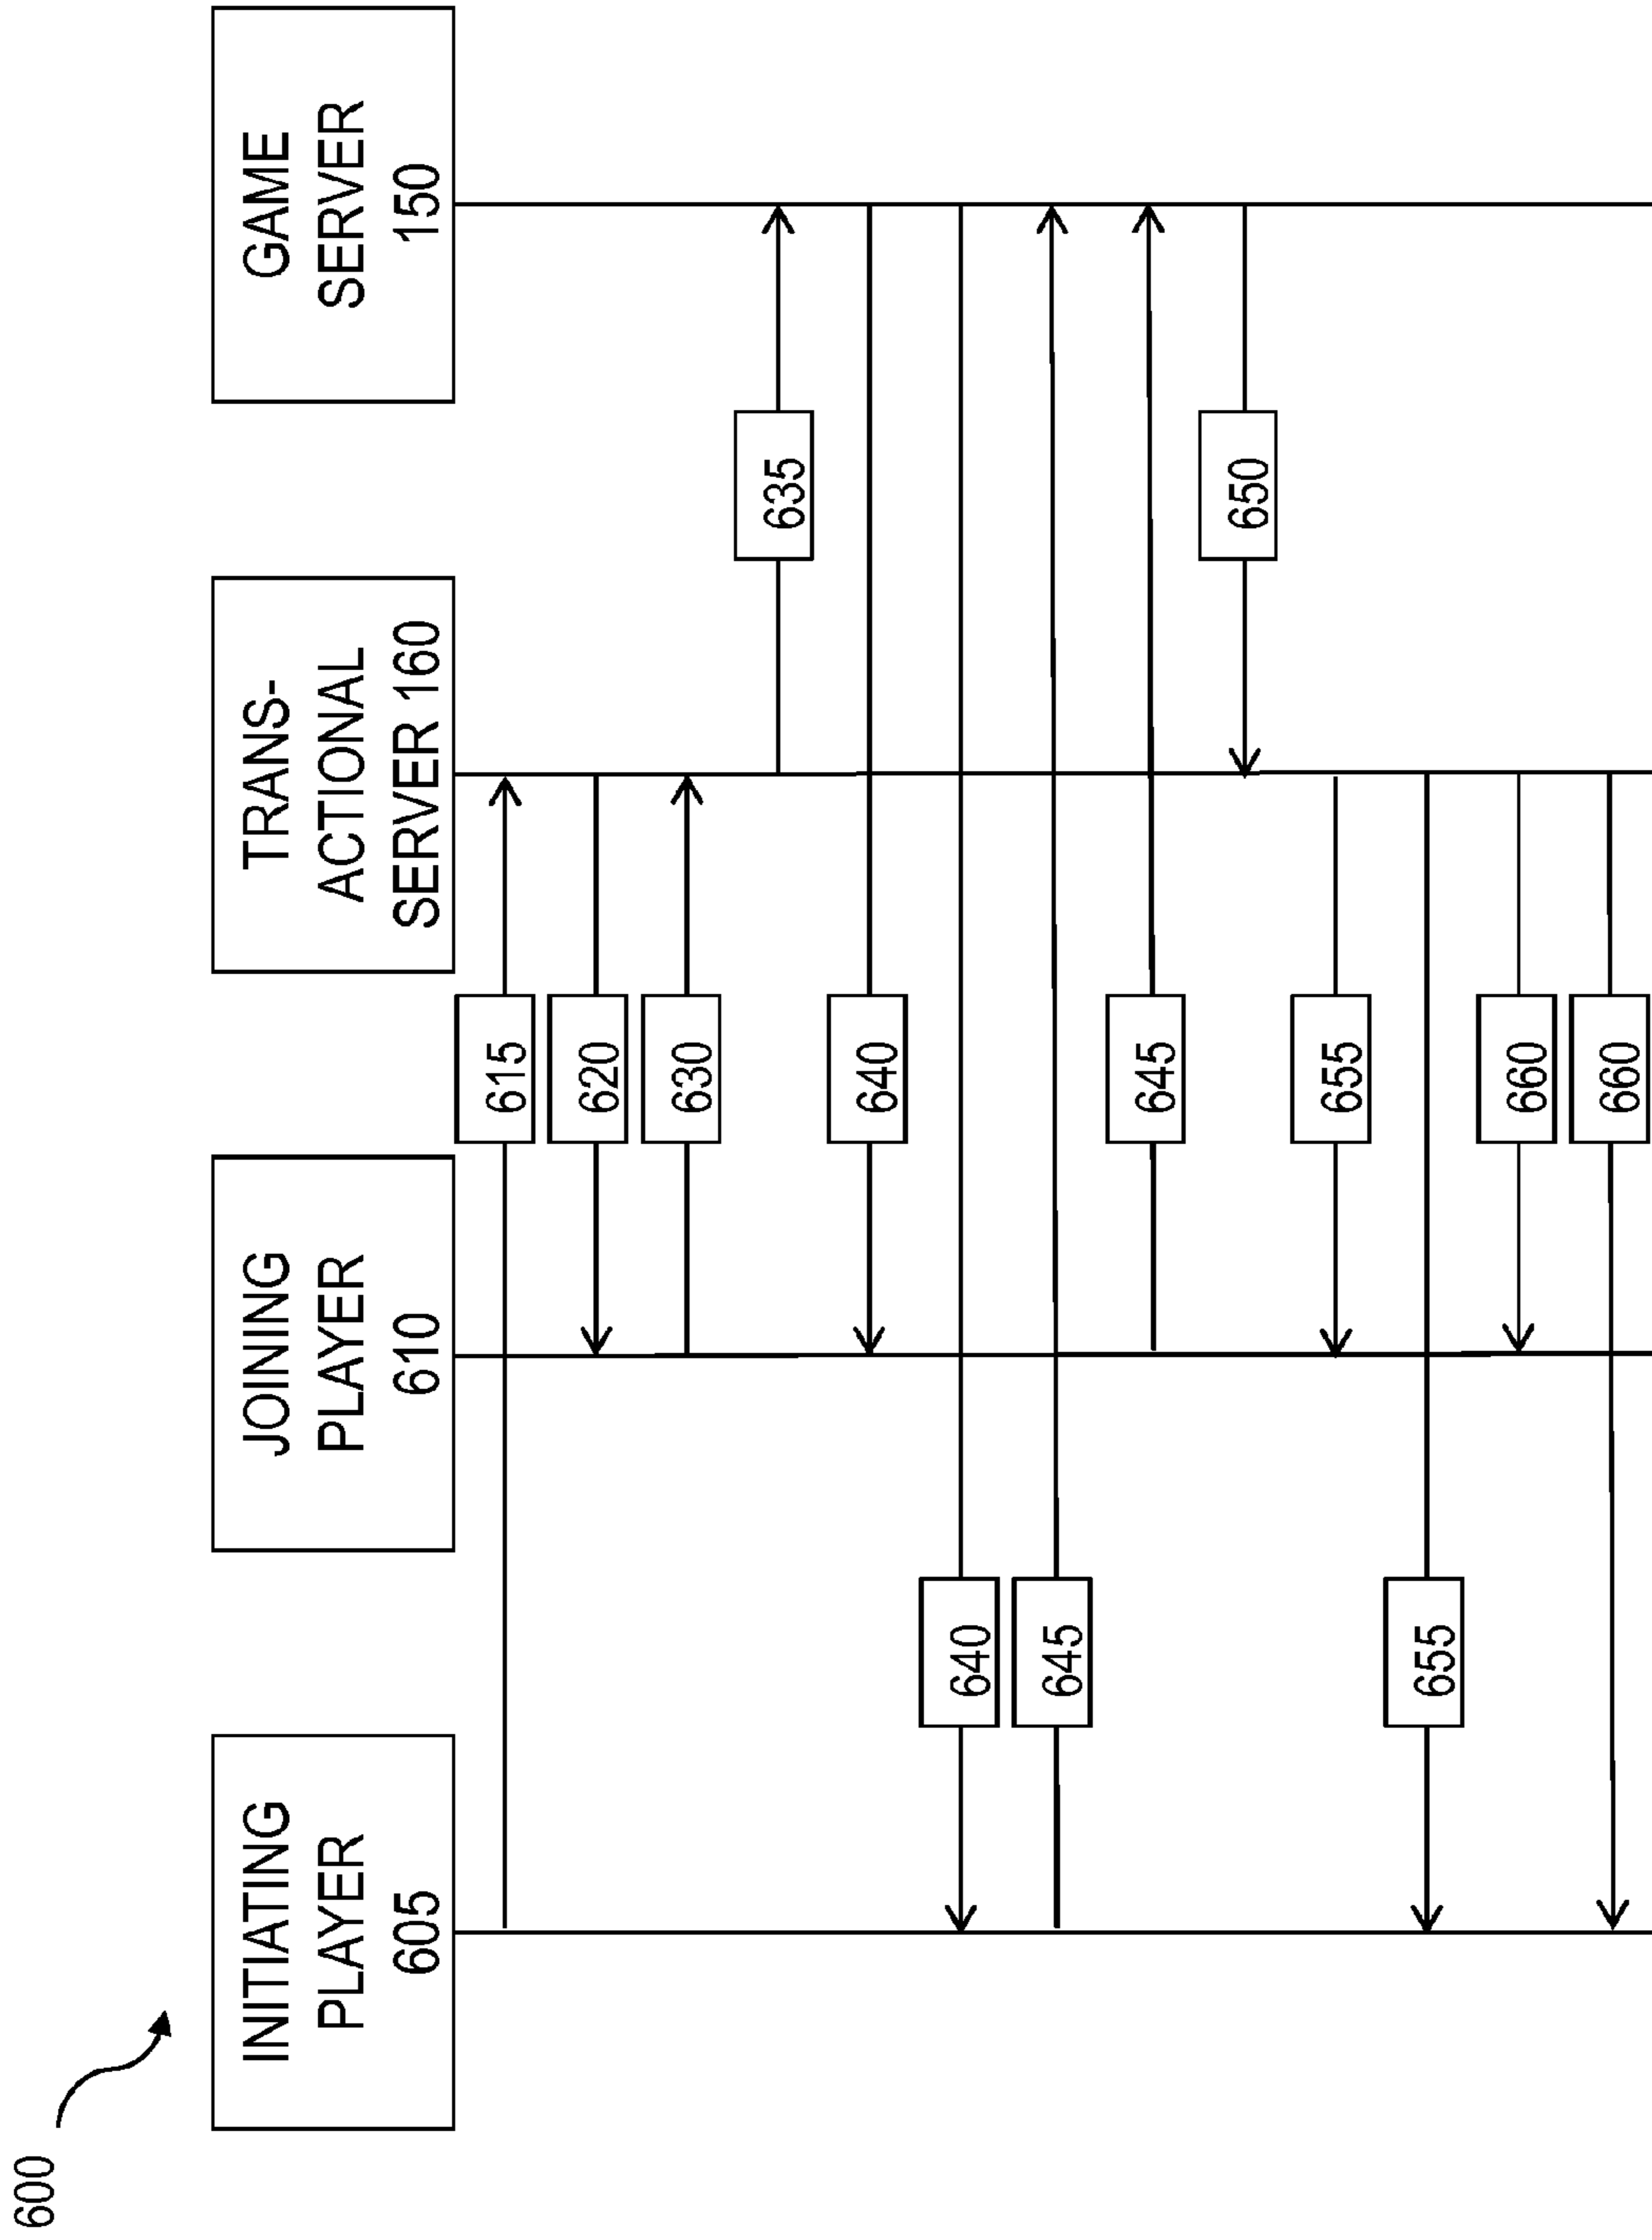 600
INITIATING
PLAYER
605
JOINING
PLAYER
610
TRANS-
ACTIONAL
SERVER 160
GAME
SERVER
150
615
620
630
635
640
640
645
645
650
655
655
660
660